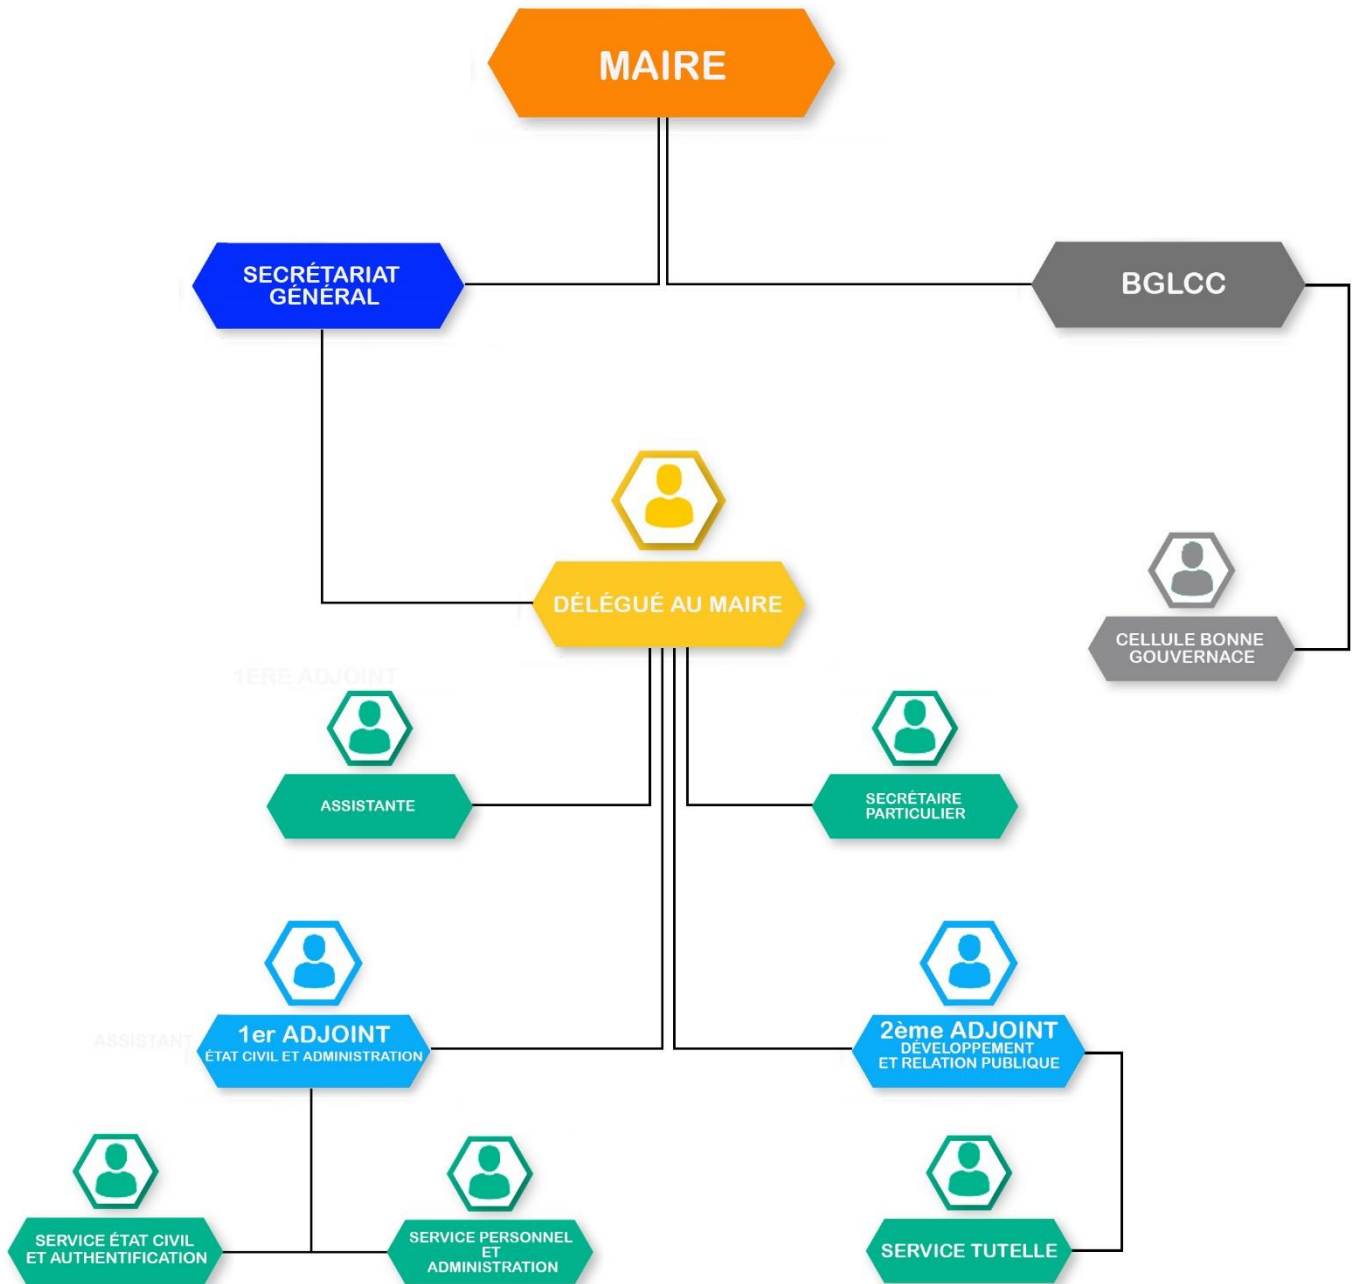 MAIRE
SECRÉTARIAT
GÉNÉRAL
BGLCC
DÉLÉGUÉ AU MAIRE
CELLULE BONNE
GOUVERNACE
1ERE ADJOINT
ASSISTANTE
SECRÉTAIRE
PARTICULIER
1er ADJOINT
ÉTAT CIVIL ET ADMINISTRATION
2ème ADJOINT
DÉVELOPPEMENT
ET RELATION PUBLIQUE
ASSISTANT
SERVICE ÉTAT CIVIL
ET AUTHENTIFICATION
SERVICE PERSONNEL
ET
ADMINISTRATION
SERVICE TUTELLE